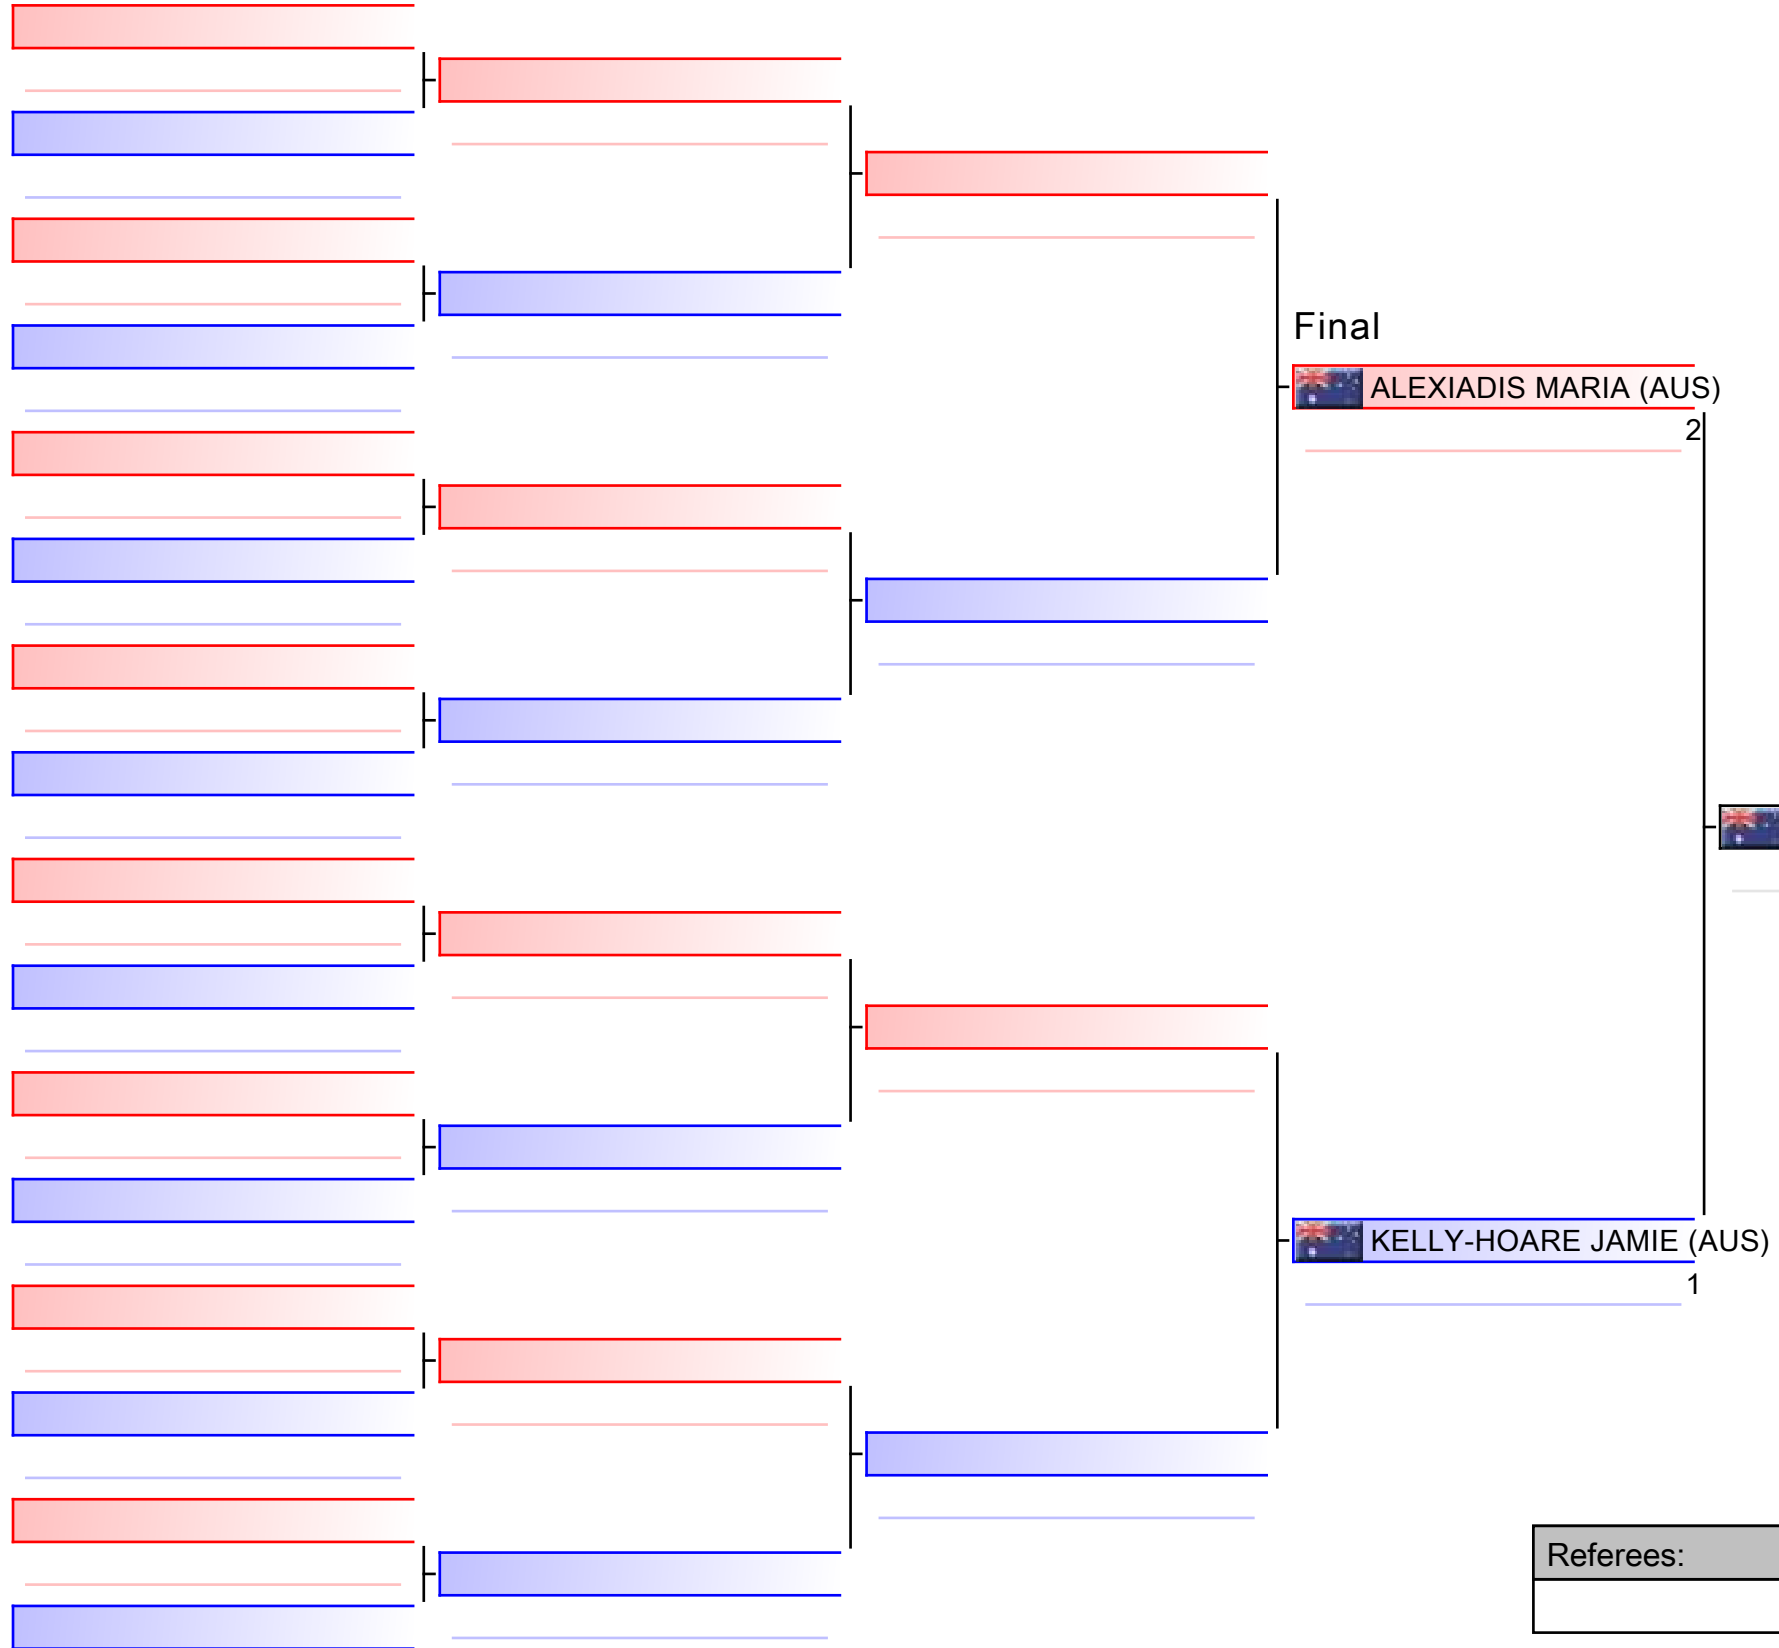 Final
ALEXIADIS MARIA (AUS)
2
KELLY-HOARE JAMIE (AUS)
1
Referees: